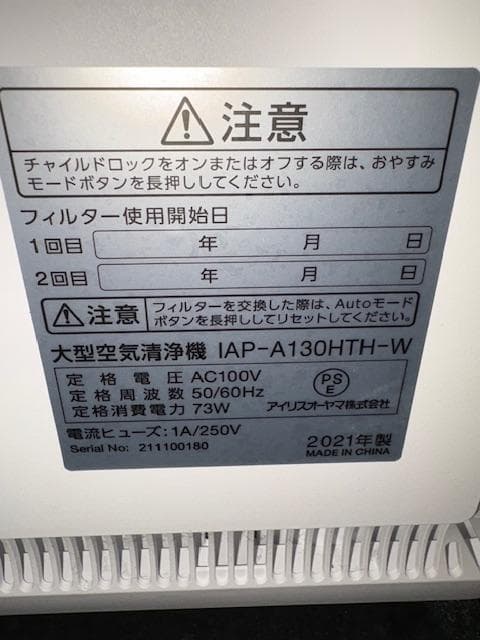 注意
チャイルドロックをオンまたはオフする際は、おやすみ
モードボタンを長押ししてください。
フィルター使用開始日
1回目 年 月 日
2回目 年 月 日
注意 フィルターを交換した際は、Autoモード
ボタンを長押ししてリセットしてください。
大型空気清浄機 IAP-A130HTH-W
定格電圧 AC100V
定格周波数 50/60Hz
定格消費電力 73W
PS
E
アイリスオーヤマ株式会社
電流ヒューズ:1A/250V
Serial No: 211100180
2021年製
MADE IN CHINA